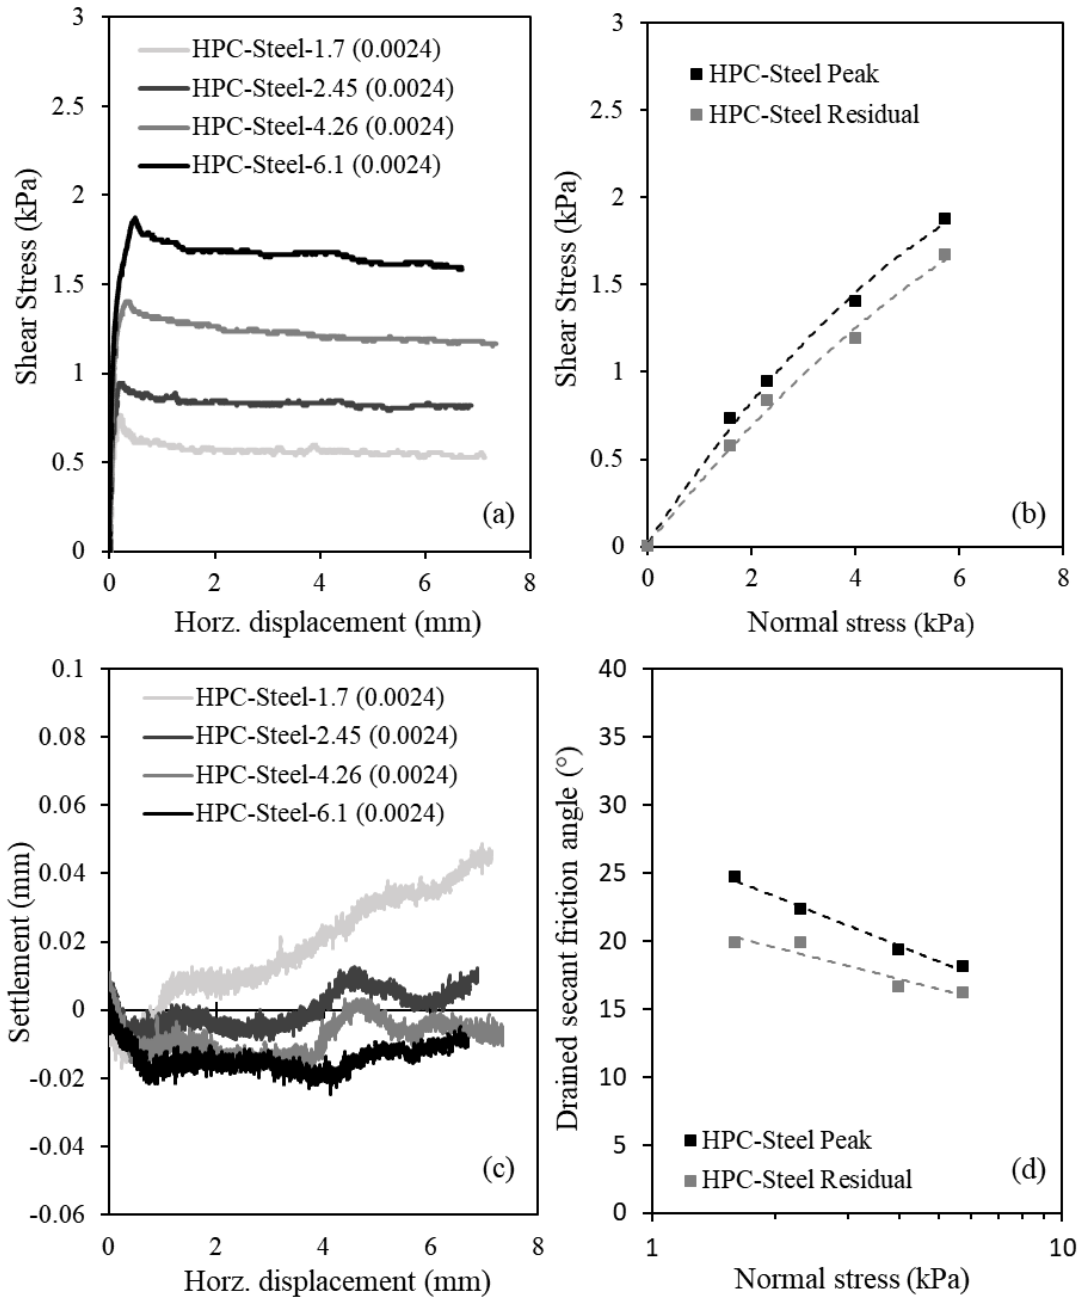 3
2.5
2
1.5
1
0.5
0
Shear Stress (kPa)
HPC-Steel-1.7 (0.0024)
HPC-Steel-2.45 (0.0024)
HPC-Steel-4.26 (0.0024)
HPC-Steel-6.1 (0.0024)
(a)
0 2 4 6 8
Horz. displacement (mm)
3
2.5
2
1.5
1
0.5
0
Shear Stress (kPa)
HPC-Steel Peak
HPC-Steel Residual
(b)
0 2 4 6 8
Normal stress (kPa)
0.1
0.08
0.06
0.04
0.02
0
-0.02
-0.04
-0.06
Settlement (mm)
HPC-Steel-1.7 (0.0024)
HPC-Steel-2.45 (0.0024)
HPC-Steel-4.26 (0.0024)
HPC-Steel-6.1 (0.0024)
(c)
0 2 4 6 8
Horz. displacement (mm)
40
35
30
25
20
15
10
5
0
Drained secant friction angle (°)
HPC-Steel Peak
HPC-Steel Residual
(d)
1 10
Normal stress (kPa)